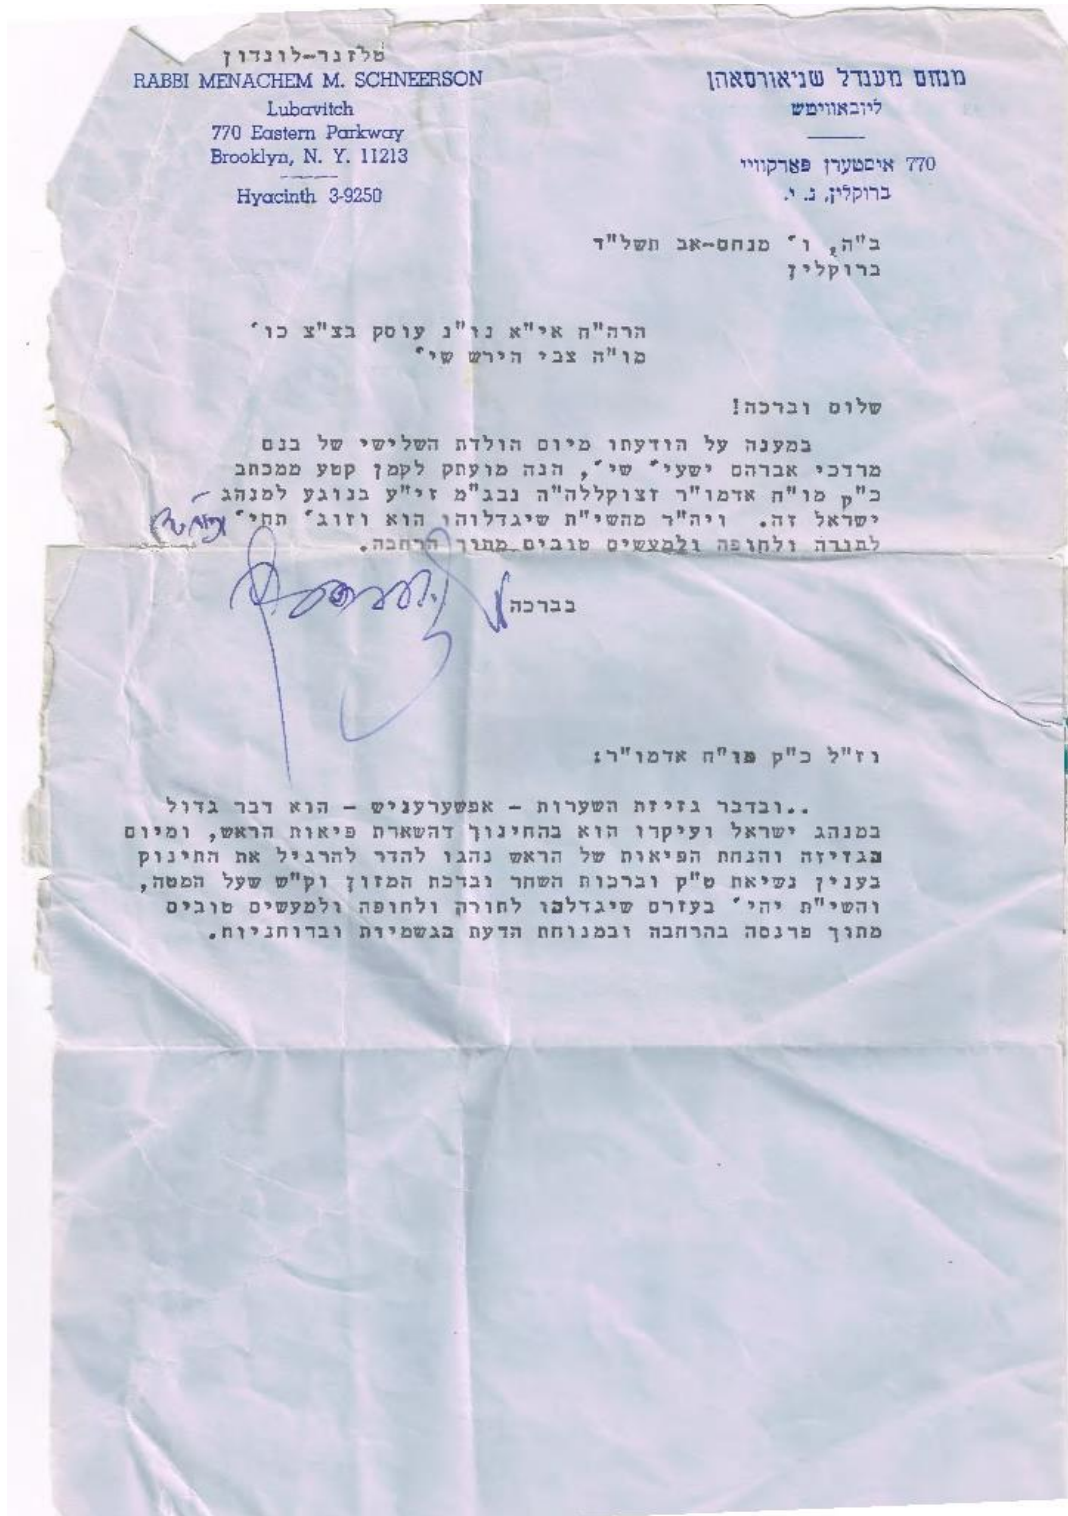 טלזנר-לונדון
RABBI MENACHEM M. SCHNEERSON
Lubavitch
770 Eastern Parkway
Brooklyn, N. Y. 11213
Hyacinth 3-9250
מנחם מענדל שניאורסאהן
ליובאוויטש
770 איסטערן פארקוויי
ברוקלין, נ. י.
ב"ה, ו' מנחם-אב תשל"ד
ברוקלין
הרה"ח אי"א נו"נ עוסק בצ"צ כו'
מו"ה צבי הירש שי'
שלום וברכה!
במענה על הודעתו מיום הולדת השלישי של בנם
מרדכי אברהם ישעי' שי', הנה מועתק לקמן קטע ממכתב
כ"ק מו"ח אדמו"ר זצוקללה"ה נבג"מ זי"ע בנוגע למנהג
ישראל זה. ויה"ר מהשי"ת שיגדלוהו הוא וזוג' תחי'
לתורה ולחופה ולמעשים טובים מתוך הרחבה.
בברכה
וז"ל כ"ק מו"ח אדמו"ר:
..ובדבר גזיזת השערות - אפשערעניש - הוא דבר גדול
במנהג ישראל ועיקרו הוא בהחינוך דהשארת פיאות הראש, ומיום
הגזיזה והנחת הפיאות של הראש נהגו להדר להרגיל את התינוק
בענין נשיאת ט"ק וברכות השחר וברכת המזון וק"ש שעל המטה,
והשי"ת יהי' בעזרם שיגדלהו לתורה ולחופה ולמעשים טובים
מתוך פרנסה בהרחבה ובמנוחת הדעת בגשמיות וברוחניות.